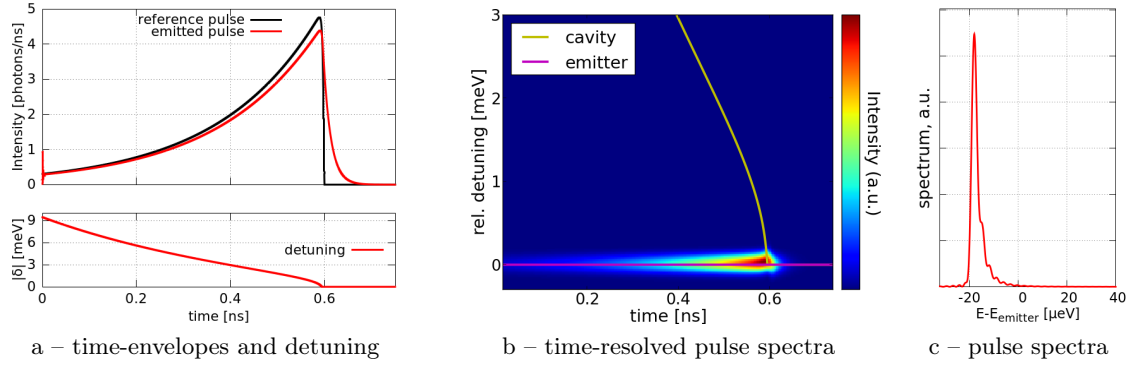 reference pulse
emitted pulse
Intensity [photons/ns]
5
4
3
2
1
0
detuning
|δ| [meV]
9
6
3
0
0
0.2
0.4
0.6
time [ns]
a – time-envelopes and detuning
cavity
emitter
rel. detuning [meV]
3
2
1
0
0.2
0.4
0.6
time [ns]
Intensity (a.u.)
b – time-resolved pulse spectra
spectrum, a.u.
-20
0
20
40
E-Eemitter [μeV]
c – pulse spectra